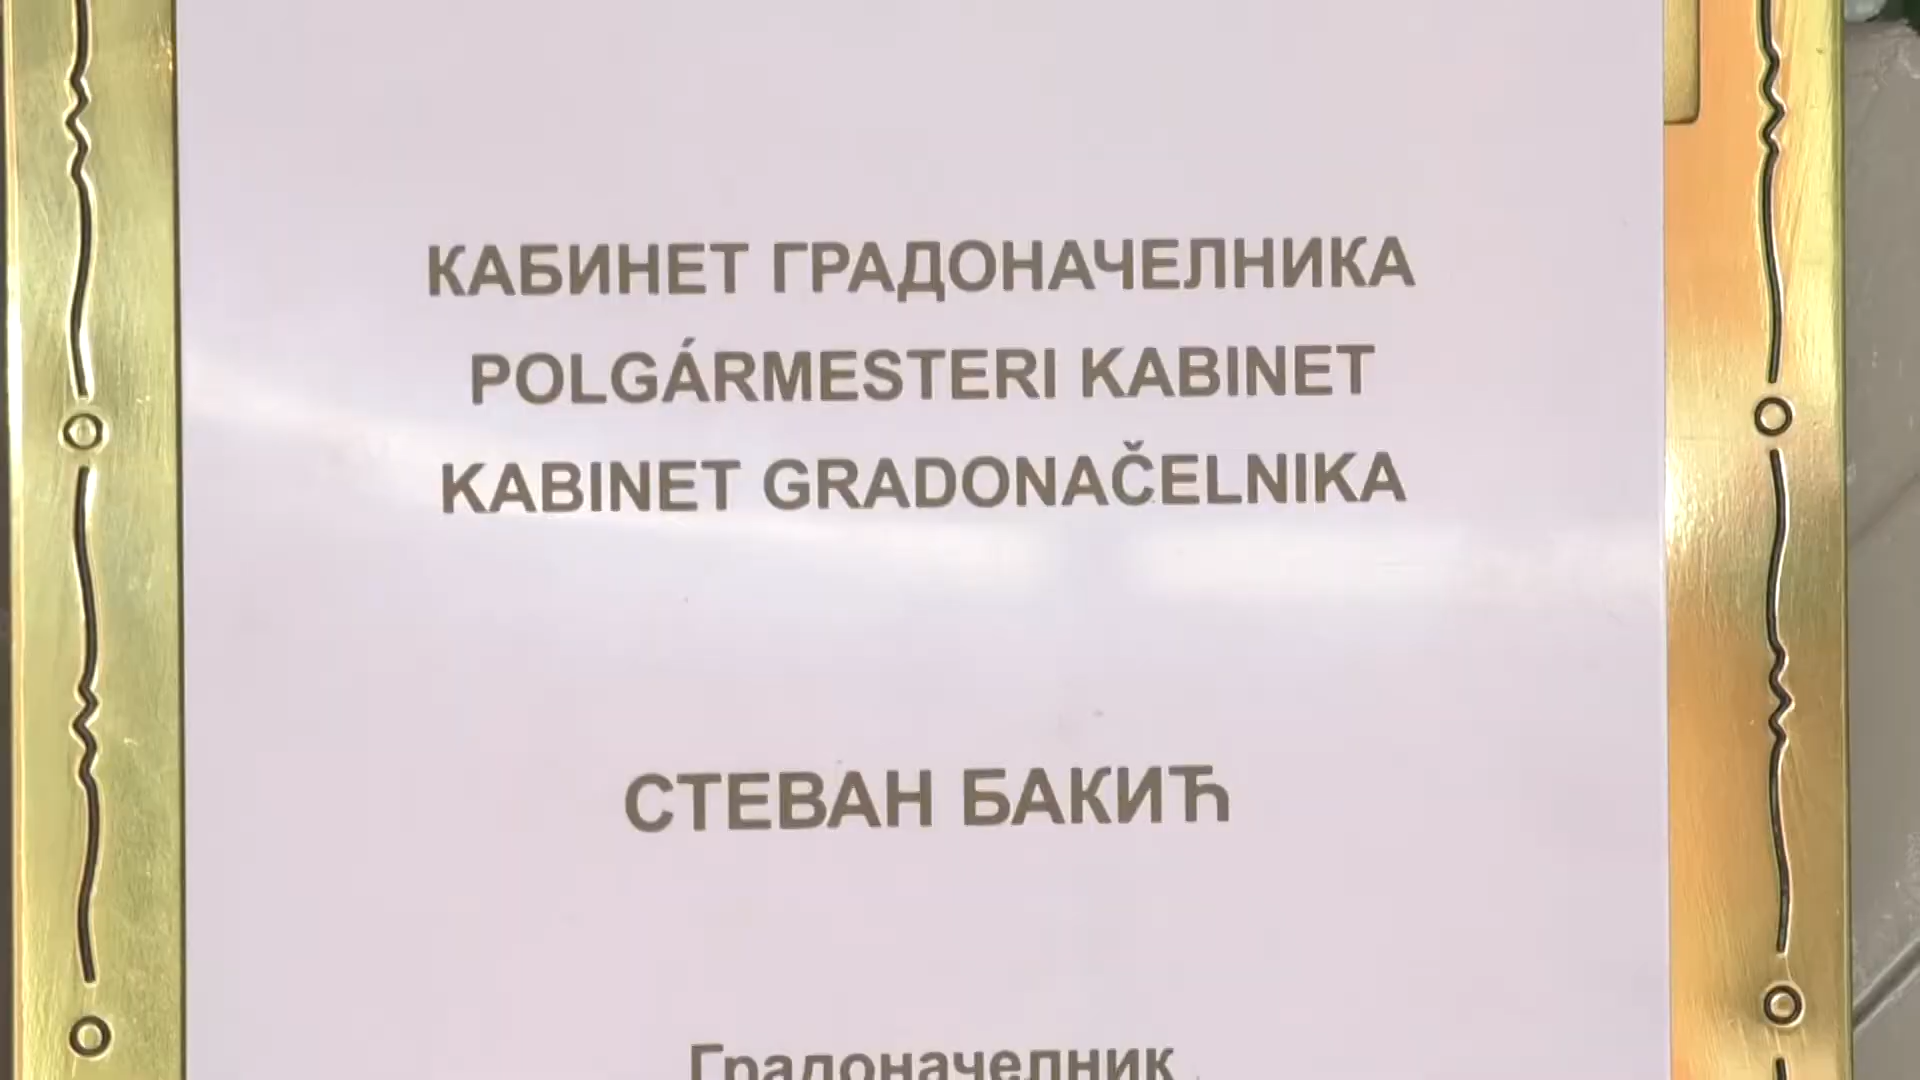 КАБИНЕТ ГРАДОНАЧЕЛНИКА
POLGÁRMESTERI KABINET
KABINET GRADONAČELNIKA
СТЕВАН БАКИЋ
Градоначелник